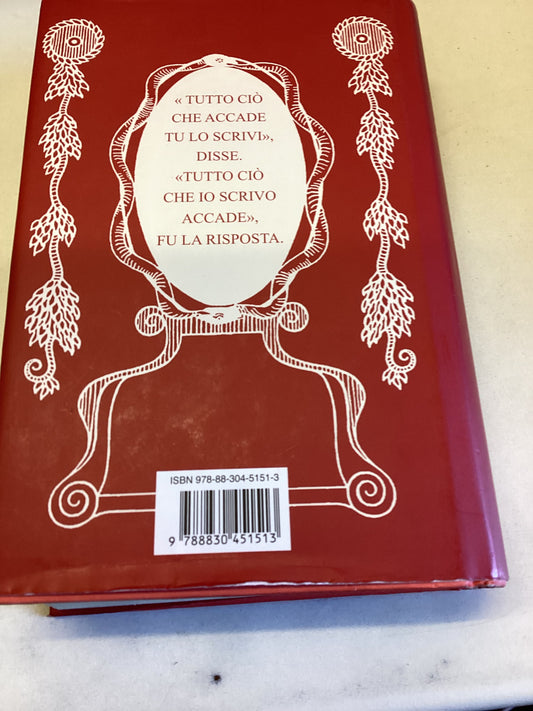 « TUTTO CIÒ
CHE ACCADE
TU LO SCRIVI»,
DISSE.
«TUTTO CIÒ
CHE IO SCRIVO
ACCADE»,
FU LA RISPOSTA.
ISBN 978-88-304-5151-3
9 788830 451513